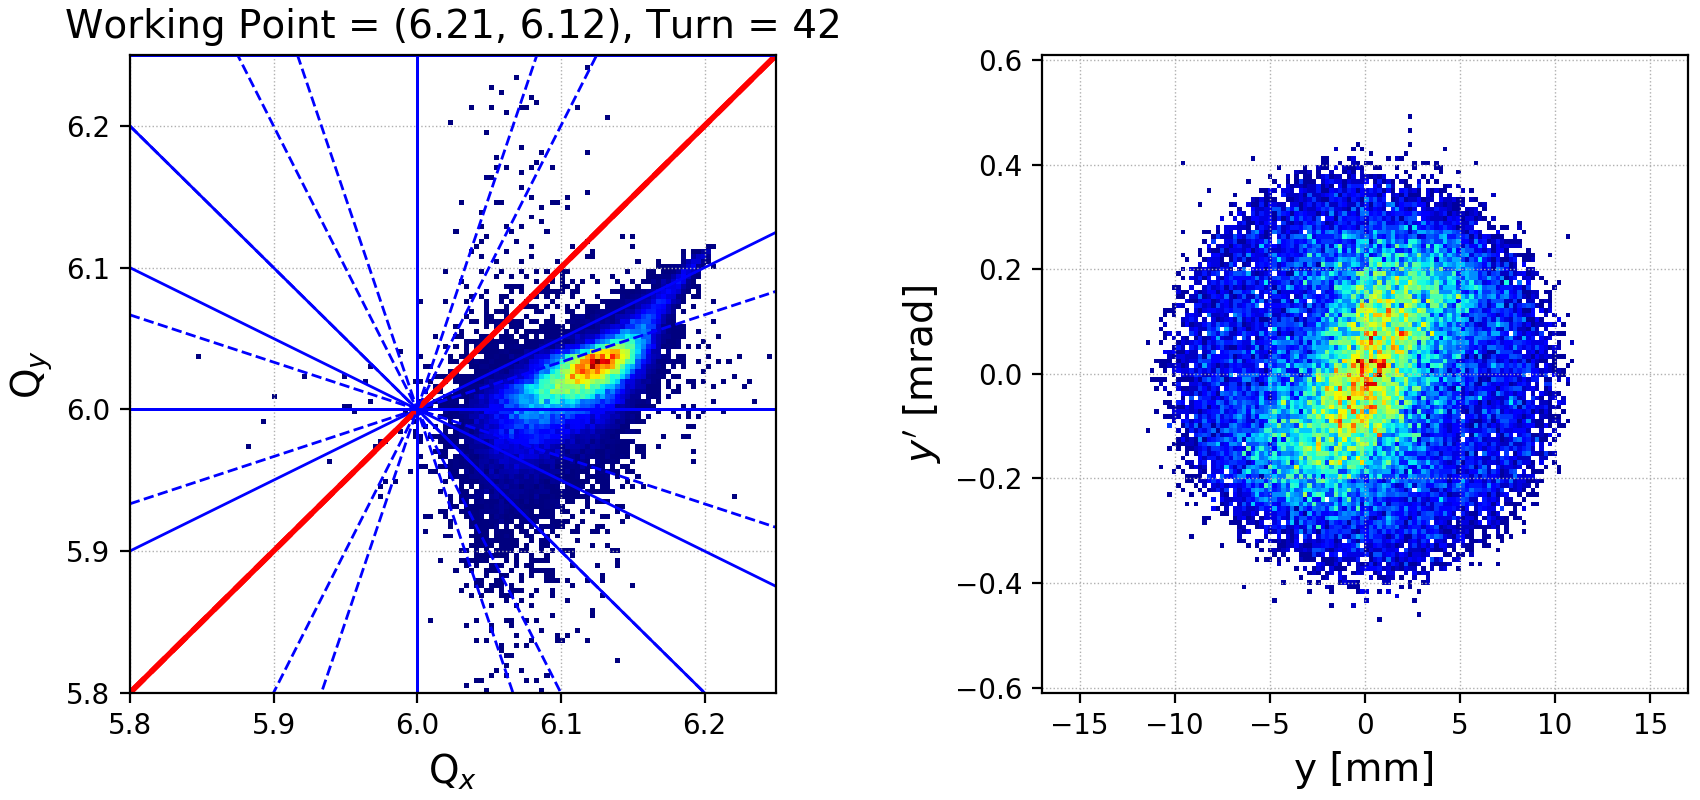 Working Point = (6.21, 6.12), Turn = 42
6.2
6.1
6.0
5.9
5.8
Q_y
5.8 5.9 6.0 6.1 6.2
Q_x
0.6
0.4
0.2
0.0
−0.2
−0.4
−0.6
y′ [mrad]
−15 −10 −5 0 5 10 15
y [mm]